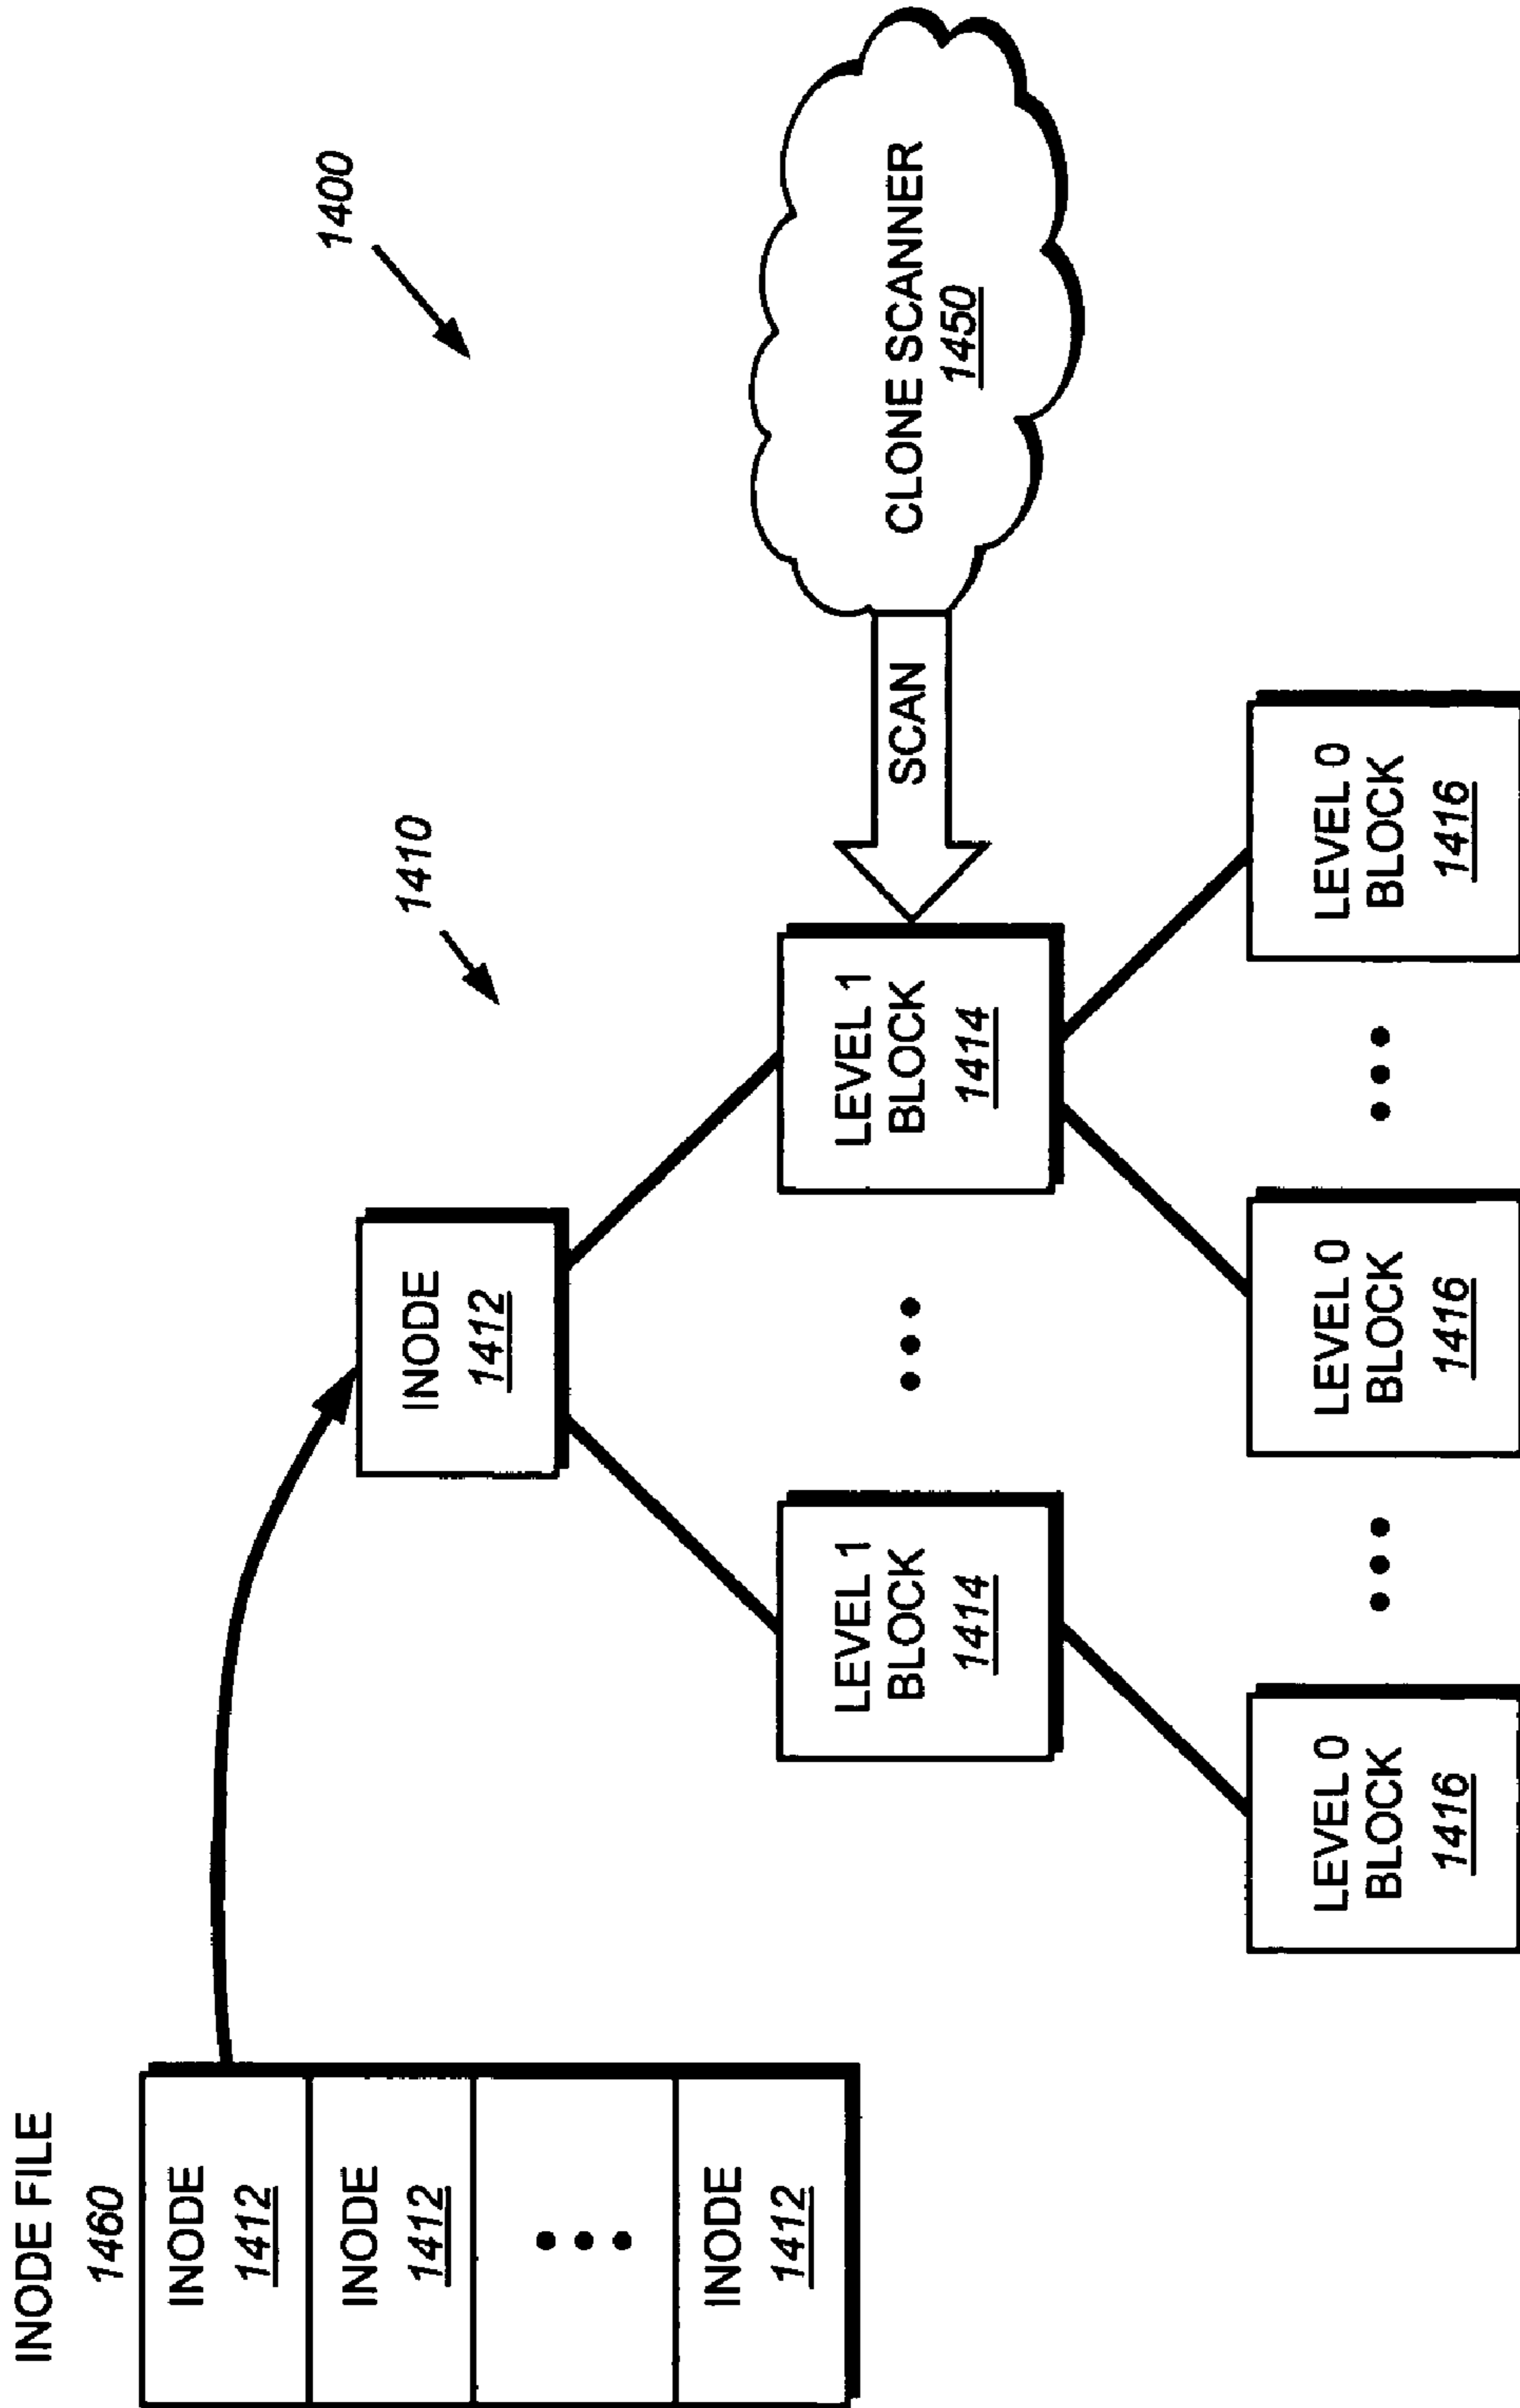 INODE FILE
1460
INODE
1412
INODE
1412
INODE
1412
1400
1410
INODE
1412
LEVEL 1
BLOCK
1414
LEVEL 1
BLOCK
1414
SCAN
CLONE SCANNER
1450
LEVEL 0
BLOCK
1416
LEVEL 0
BLOCK
1416
LEVEL 0
BLOCK
1416